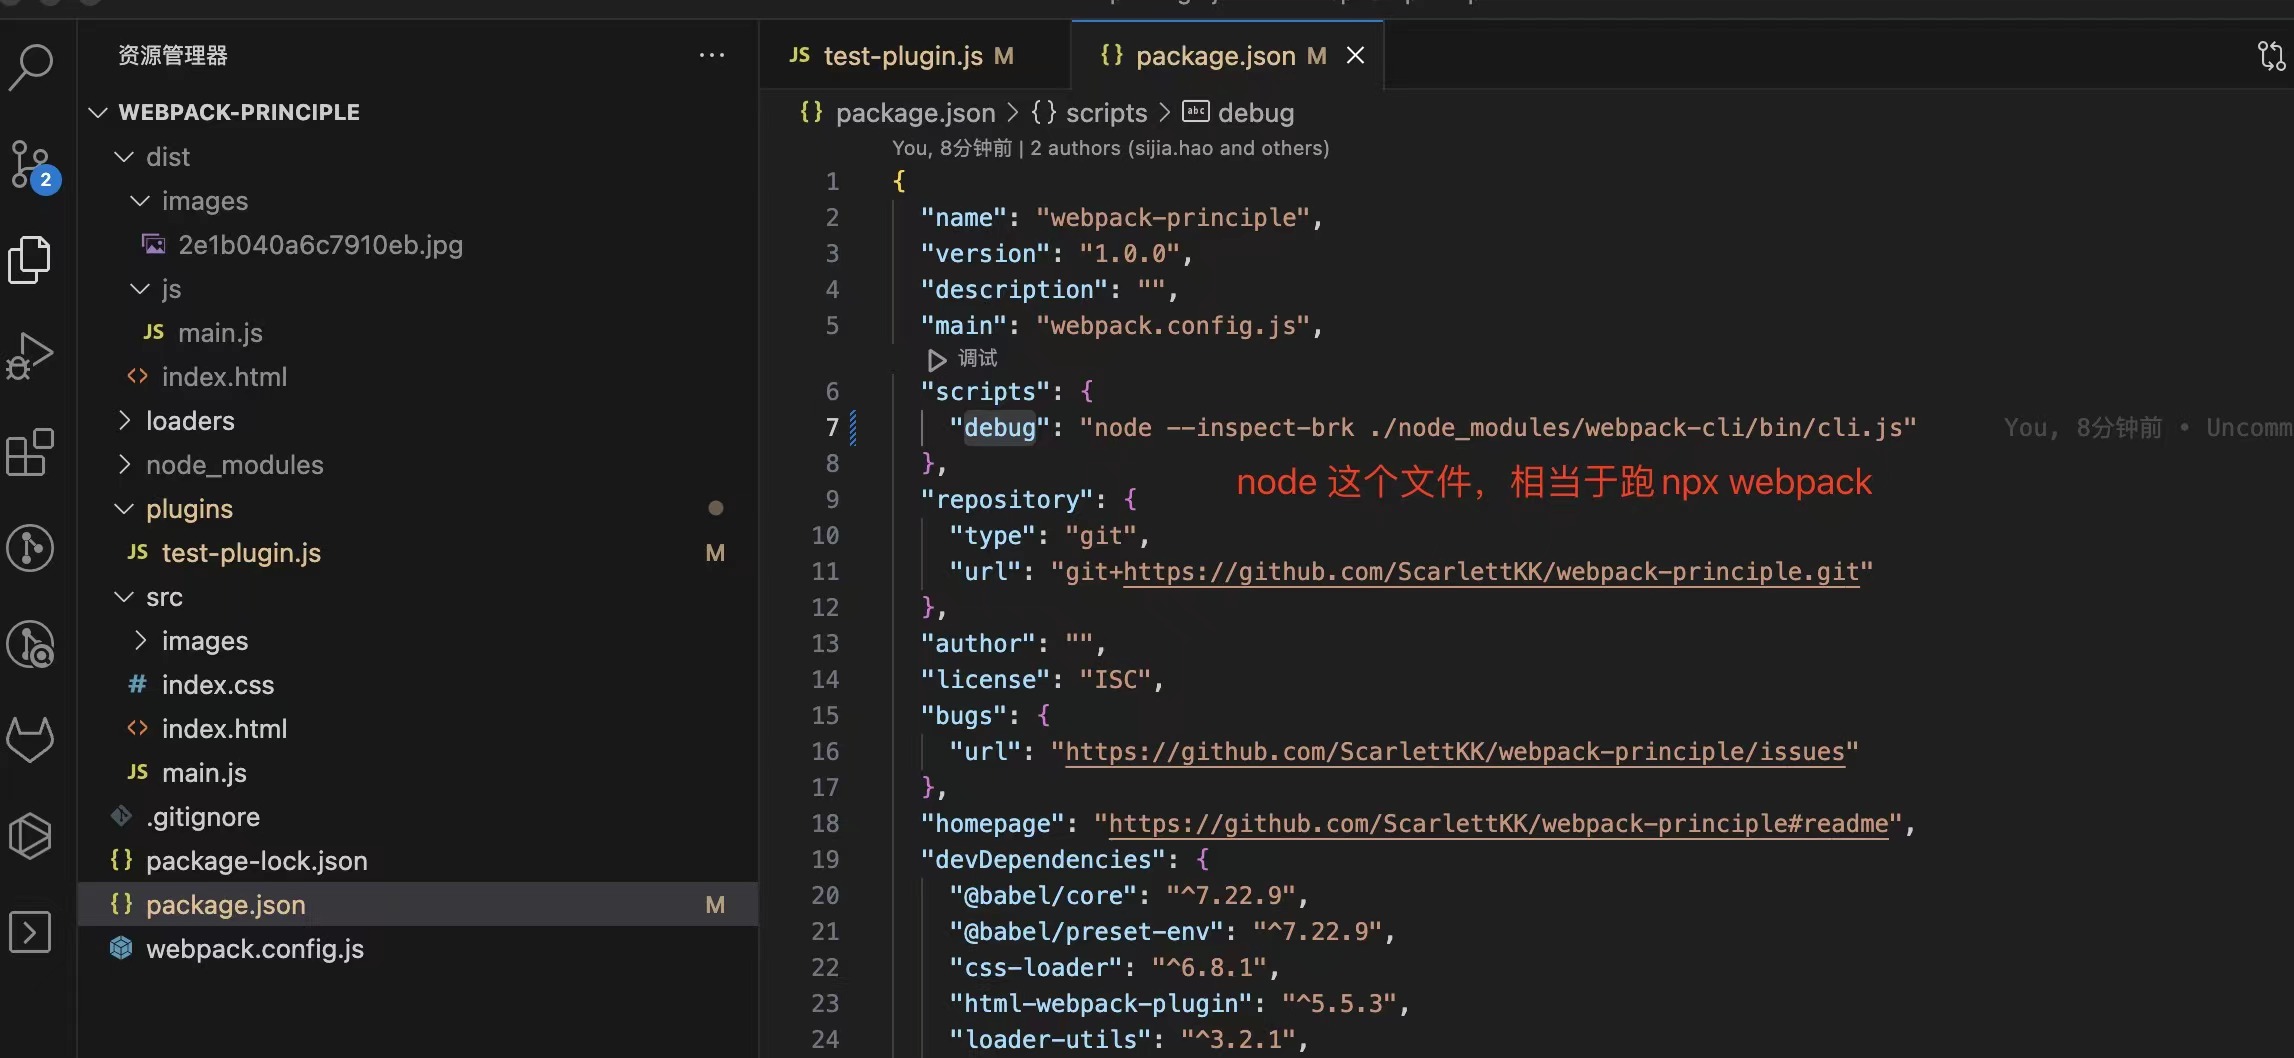 资源管理器
WEBPACK-PRINCIPLE
dist
images
2e1b040a6c7910eb.jpg
js
JS main.js
<> index.html
loaders
node_modules
plugins
JS test-plugin.js M
src
images
# index.css
<> index.html
JS main.js
.gitignore
{} package-lock.json
{} package.json M
webpack.config.js
2
JS test-plugin.js M
{} package.json M
{} package.json > {} scripts > abc debug
You, 8分钟前 | 2 authors (sijia.hao and others)
1 {
2 "name": "webpack-principle",
3 "version": "1.0.0",
4 "description": "",
5 "main": "webpack.config.js",
调试
6 "scripts": {
7 "debug": "node --inspect-brk ./node_modules/webpack-cli/bin/cli.js" You, 8分钟前 • Uncomm
8 },
node 这个文件，相当于跑 npx webpack
9 "repository": {
10 "type": "git",
11 "url": "git+https://github.com/ScarlettKK/webpack-principle.git"
12 },
13 "author": "",
14 "license": "ISC",
15 "bugs": {
16 "url": "https://github.com/ScarlettKK/webpack-principle/issues"
17 },
18 "homepage": "https://github.com/ScarlettKK/webpack-principle#readme",
19 "devDependencies": {
20 "@babel/core": "^7.22.9",
21 "@babel/preset-env": "^7.22.9",
22 "css-loader": "^6.8.1",
23 "html-webpack-plugin": "^5.5.3",
24 "loader-utils": "^3.2.1",